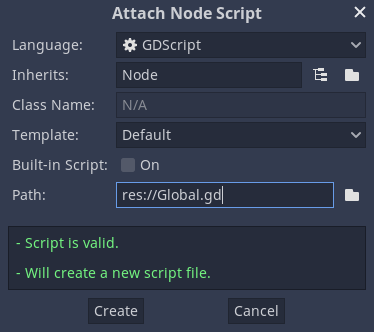 Attach Node Script
Language: GDScript
Inherits: Node
Class Name: N/A
Template: Default
Built-in Script: On
Path: res://Global.gd
- Script is valid.
- Will create a new script file.
Create Cancel